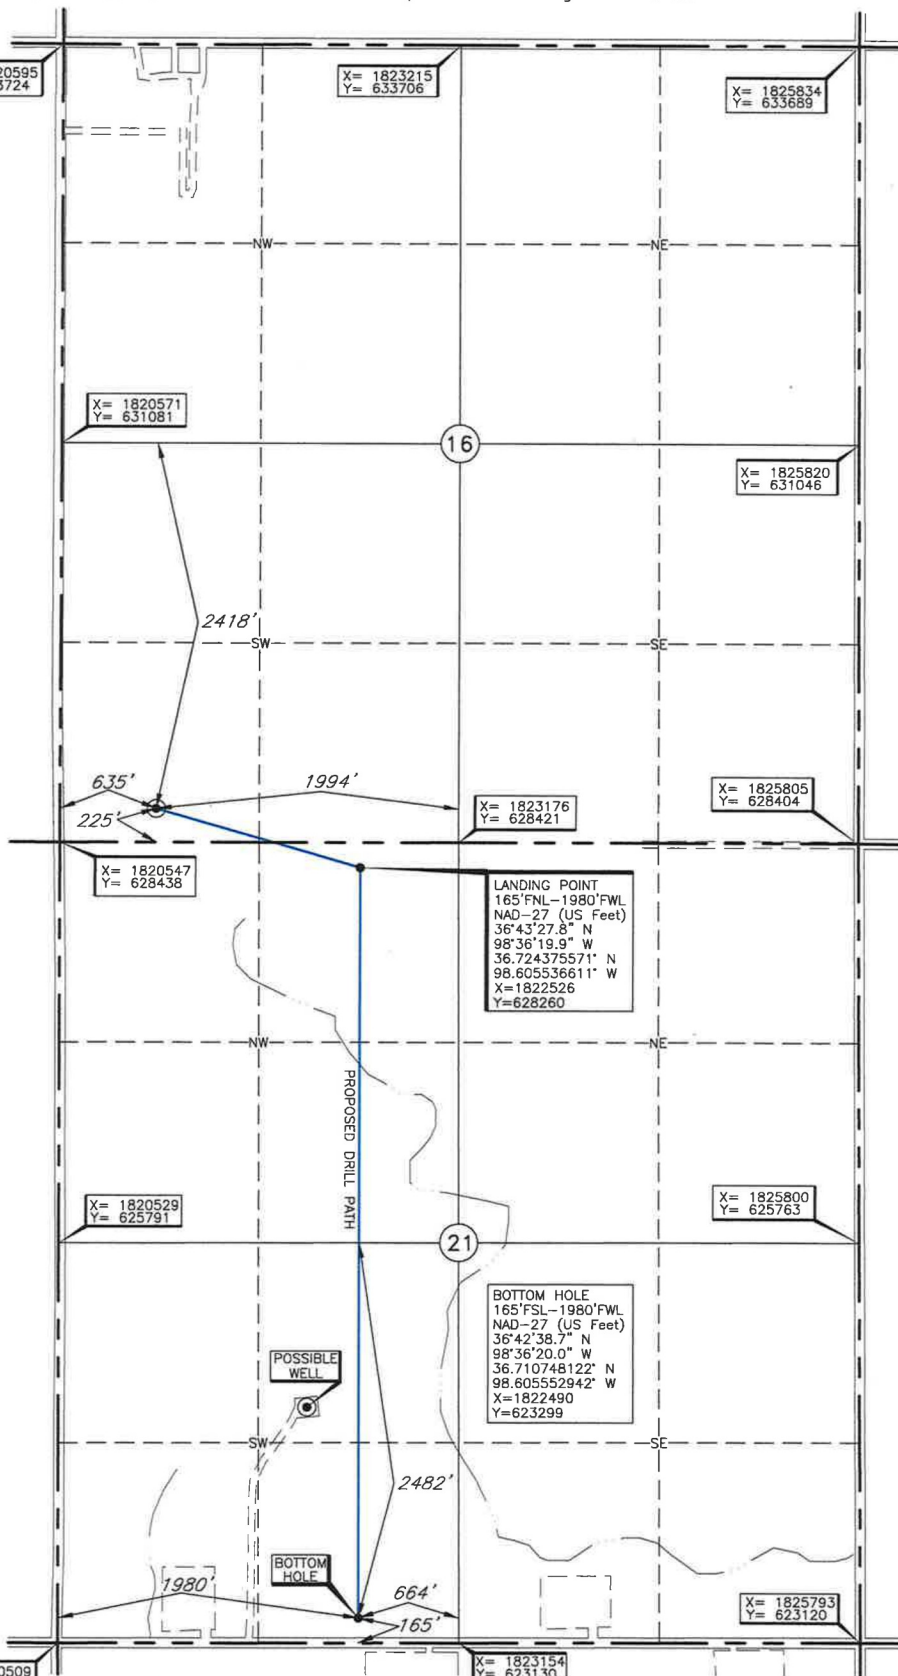 20595
3724
X= 1823215
Y= 633706
X= 1825834
Y= 633689
NW
NE
X= 1820571
Y= 631081
16
X= 1825820
Y= 631046
2418'
SW
SE
635'
1994'
225'
X= 1823176
Y= 628421
X= 1825805
Y= 628404
X= 1820547
Y= 628438
LANDING POINT
165'FNL-1980'FWL
NAD-27 (US Feet)
36°43'27.8" N
98°36'19.9" W
36.724375571° N
98.605536611° W
X=1822526
Y=628260
NW
NE
PROPOSED DRILL PATH
X= 1820529
Y= 625791
X= 1825800
Y= 625763
21
BOTTOM HOLE
165'FSL-1980'FWL
NAD-27 (US Feet)
36°42'38.7" N
98°36'20.0" W
36.710748122° N
98.605552942° W
X=1822490
Y=623299
POSSIBLE
WELL
SW
SE
2482'
BOTTOM
HOLE
1980'
664'
165'
X= 1825793
Y= 623120
0509
X= 1823154
Y= 623130